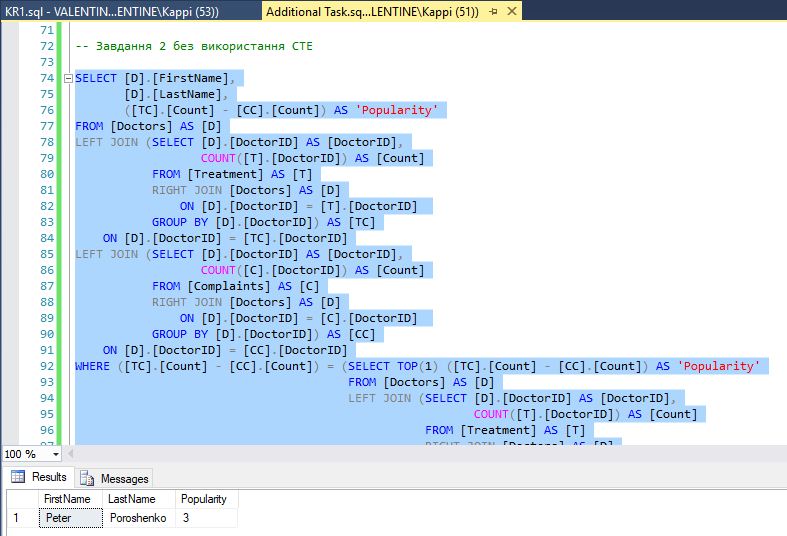 KR1.sql - VALENTIN...ENTINE\Kappi (53)) Additional Task.sq...LENTINE\Kappi (51))
71
72 -- Завдання 2 без використання CTE
73
74 SELECT [D].[FirstName],
75 [D].[LastName],
76 ([TC].[Count] - [CC].[Count]) AS 'Popularity'
77 FROM [Doctors] AS [D]
78 LEFT JOIN (SELECT [D].[DoctorID] AS [DoctorID],
79 COUNT([T].[DoctorID]) AS [Count]
80 FROM [Treatment] AS [T]
81 RIGHT JOIN [Doctors] AS [D]
82 ON [D].[DoctorID] = [T].[DoctorID]
83 GROUP BY [D].[DoctorID]) AS [TC]
84 ON [D].[DoctorID] = [TC].[DoctorID]
85 LEFT JOIN (SELECT [D].[DoctorID] AS [DoctorID],
86 COUNT([C].[DoctorID]) AS [Count]
87 FROM [Complaints] AS [C]
88 RIGHT JOIN [Doctors] AS [D]
89 ON [D].[DoctorID] = [C].[DoctorID]
90 GROUP BY [D].[DoctorID]) AS [CC]
91 ON [D].[DoctorID] = [CC].[DoctorID]
92 WHERE ([TC].[Count] - [CC].[Count]) = (SELECT TOP(1) ([TC].[Count] - [CC].[Count]) AS 'Popularity'
93 FROM [Doctors] AS [D]
94 LEFT JOIN (SELECT [D].[DoctorID] AS [DoctorID],
95 COUNT([T].[DoctorID]) AS [Count]
96 FROM [Treatment] AS [T]
97 RIGHT JOIN [Doctors] AS [D]
100 %
Results Messages
FirstName LastName Popularity
1 Peter Poroshenko 3